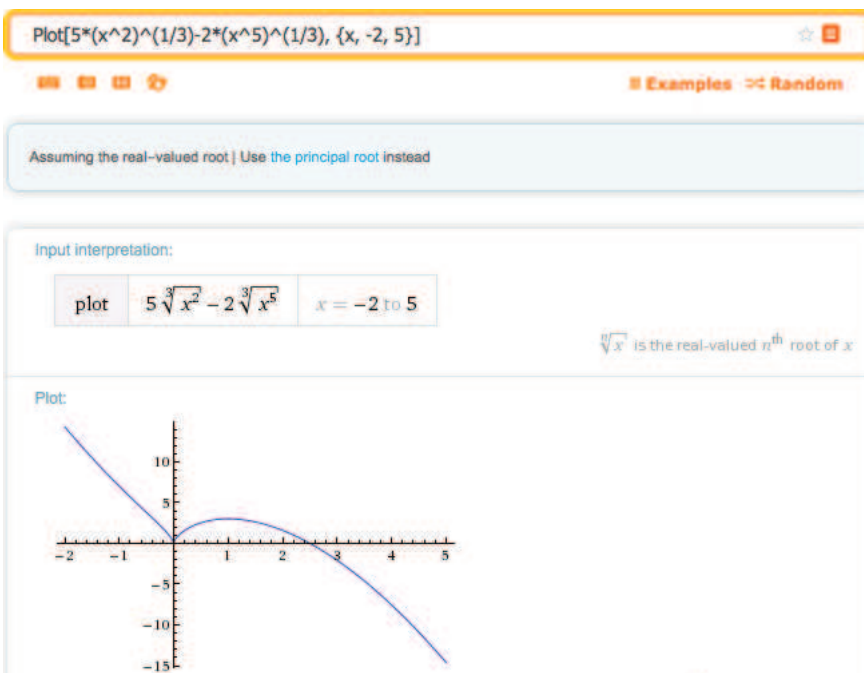 Plot[5*(x^2)^(1/3)-2*(x^5)^(1/3), {x, -2, 5}]
Examples Random
Assuming the real-valued root | Use the principal root instead
Input interpretation:
plot 5∛x² − 2∛x⁵ x = −2 to 5
ⁿ√x is the real-valued nᵗʰ root of x
Plot:
10
5
−2 −1 1 2 3 4 5
−5
−10
−15